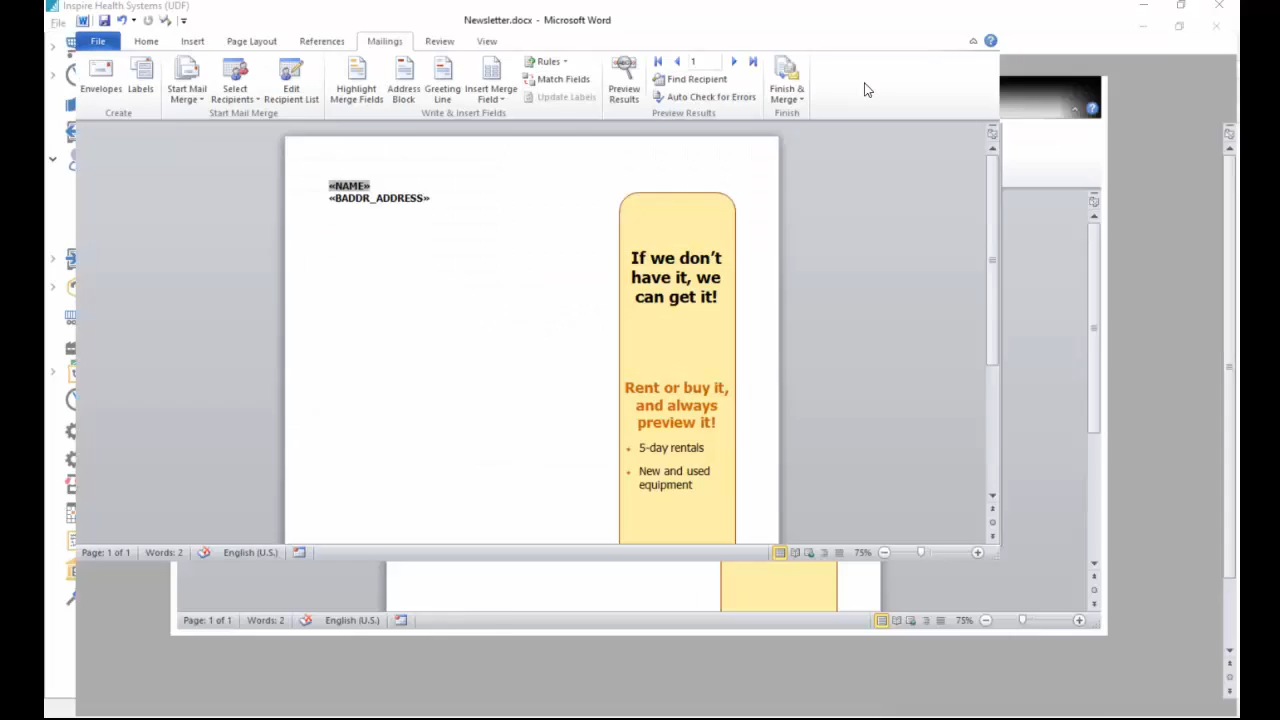 Inspire Health Systems (UDF)
File
Newsletter.docx - Microsoft Word
File Home Insert Page Layout References Mailings Review View
Envelopes
Labels
Create
Start Mail
Merge
Select
Recipients
Edit
Recipient List
Start Mail Merge
Highlight
Merge Fields
Address
Block
Greeting
Line
Insert Merge
Field
Rules
Match Fields
Update Labels
Write & Insert Fields
Preview
Results
1
Find Recipient
Auto Check for Errors
Preview Results
Finish &
Merge
Finish
«NAME»
«BADDR_ADDRESS»
If we don't
have it, we
can get it!
Rent or buy it,
and always
preview it!
• 5-day rentals
• New and used
equipment
Page: 1 of 1 Words: 2 English (U.S.) 75%
Page: 1 of 1 Words: 2 English (U.S.) 75%